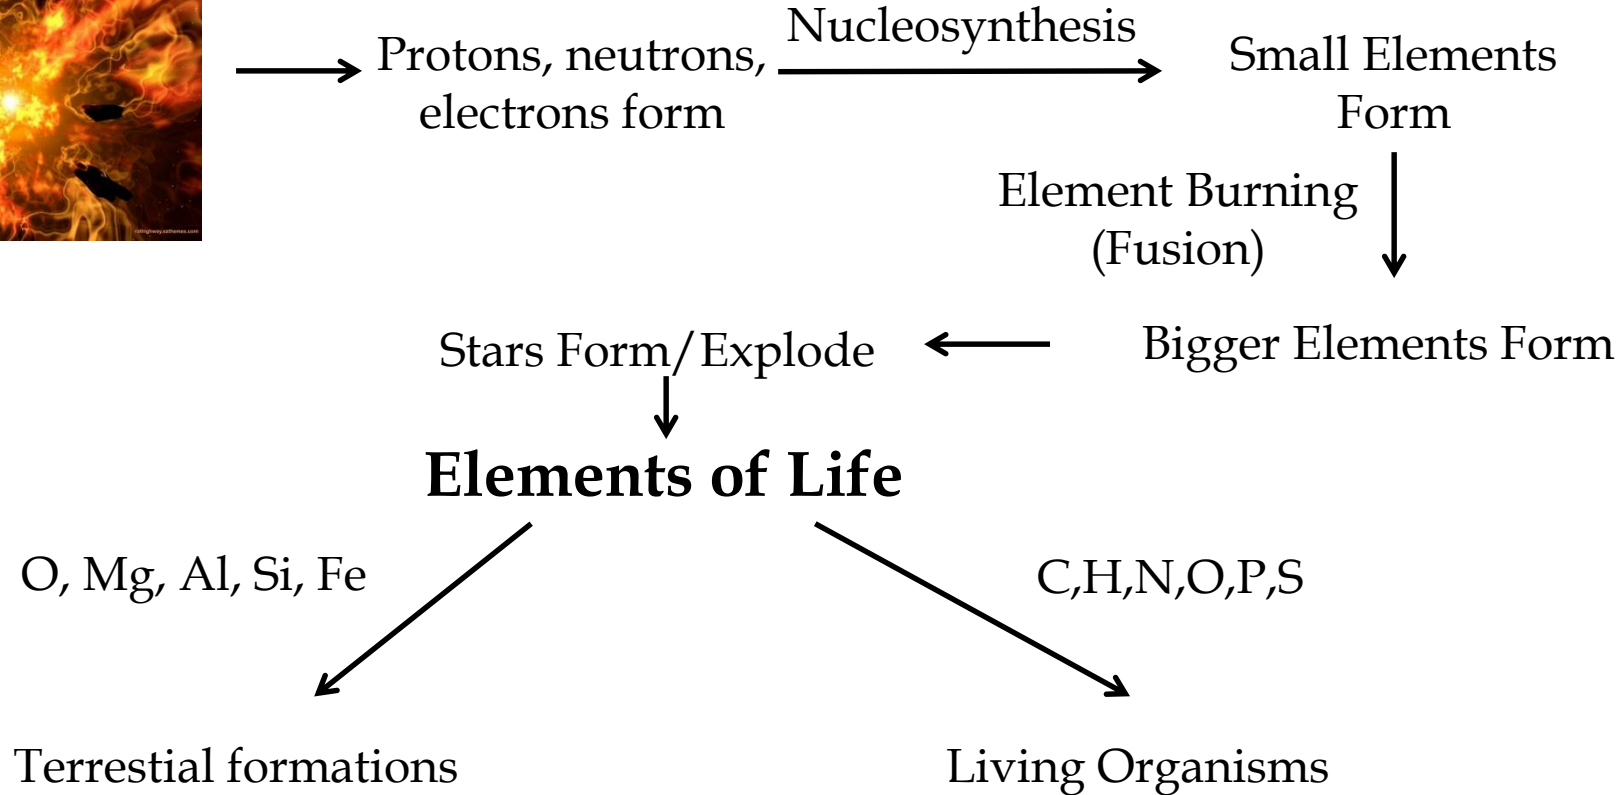 Protons, neutrons,
electrons form
Nucleosynthesis
Small Elements
Form
Element Burning
(Fusion)
Bigger Elements Form
Stars Form/Explode
Elements of Life
O, Mg, Al, Si, Fe
C,H,N,O,P,S
Terrestial formations
Living Organisms